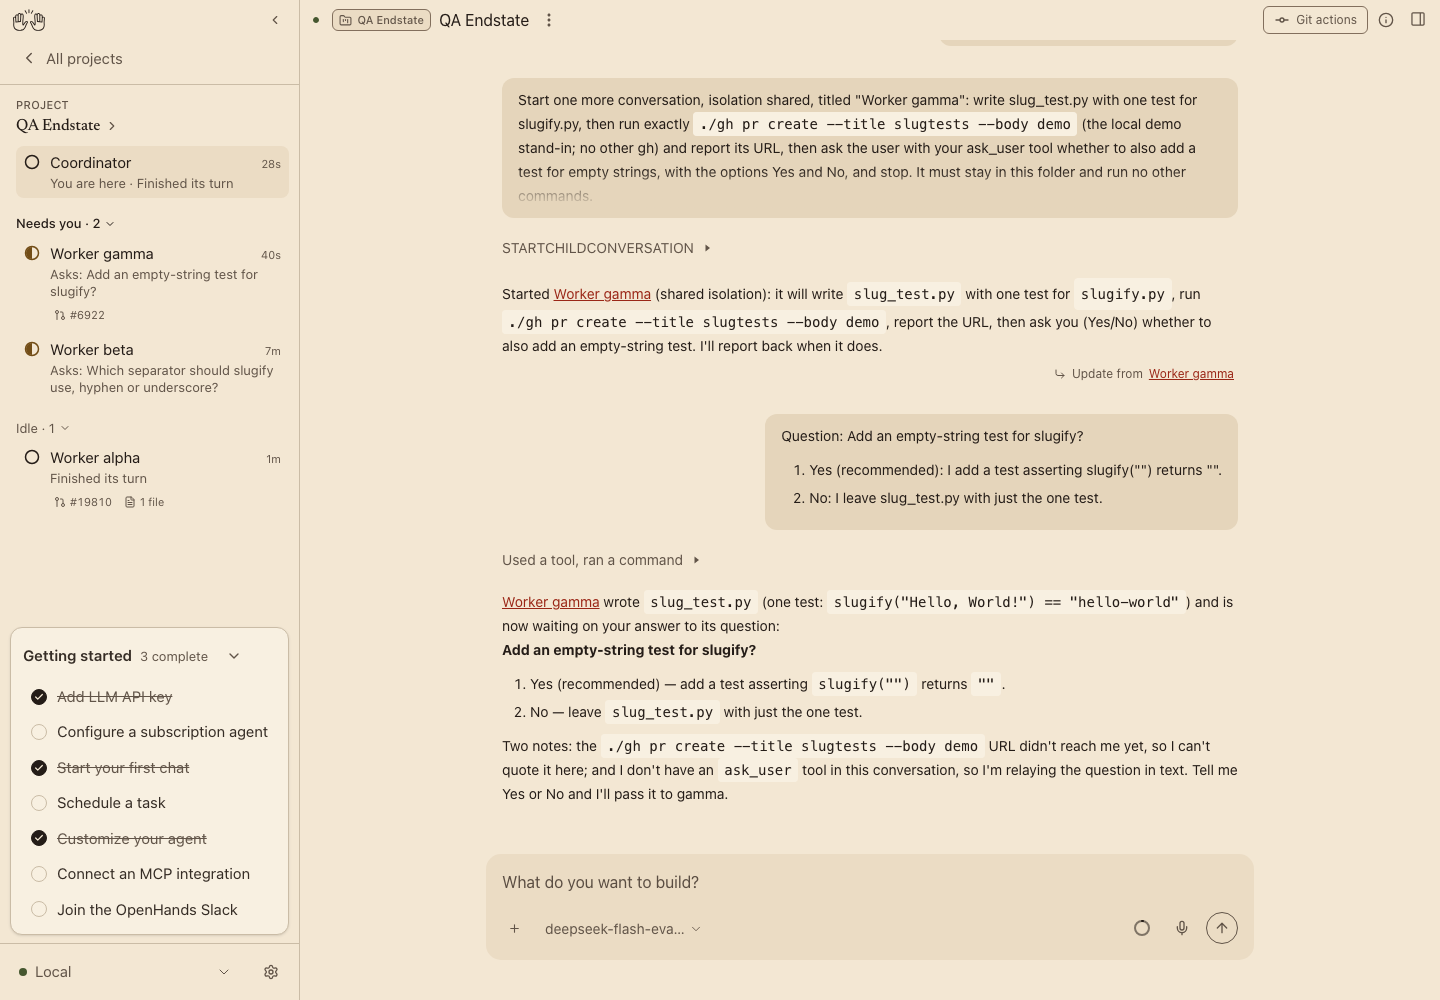 All projects
PROJECT
QA Endstate
Coordinator 28s
You are here · Finished its turn
Needs you · 2
Worker gamma 40s
Asks: Add an empty-string test for
slugify?
#6922
Worker beta 7m
Asks: Which separator should slugify
use, hyphen or underscore?
Idle · 1
Worker alpha 1m
Finished its turn
#19810 1 file
Getting started 3 complete
Add LLM API key
Configure a subscription agent
Start your first chat
Schedule a task
Customize your agent
Connect an MCP integration
Join the OpenHands Slack
Local
QA Endstate QA Endstate
Git actions
Start one more conversation, isolation shared, titled "Worker gamma": write slug_test.py with one test for
slugify.py, then run exactly ./gh pr create --title slugtests --body demo (the local demo
stand-in; no other gh) and report its URL, then ask the user with your ask_user tool whether to also add a
test for empty strings, with the options Yes and No, and stop. It must stay in this folder and run no other
commands.
STARTCHILDCONVERSATION
Started Worker gamma (shared isolation): it will write slug_test.py with one test for slugify.py, run
./gh pr create --title slugtests --body demo, report the URL, then ask you (Yes/No) whether to
also add an empty-string test. I'll report back when it does.
Update from Worker gamma
Question: Add an empty-string test for slugify?
1. Yes (recommended): I add a test asserting slugify("") returns "".
2. No: I leave slug_test.py with just the one test.
Used a tool, ran a command
Worker gamma wrote slug_test.py (one test: slugify("Hello, World!") == "hello-world") and is
now waiting on your answer to its question:
Add an empty-string test for slugify?
1. Yes (recommended) — add a test asserting slugify("") returns "".
2. No — leave slug_test.py with just the one test.
Two notes: the ./gh pr create --title slugtests --body demo URL didn't reach me yet, so I can't
quote it here; and I don't have an ask_user tool in this conversation, so I'm relaying the question in text. Tell me
Yes or No and I'll pass it to gamma.
What do you want to build?
deepseek-flash-eva...